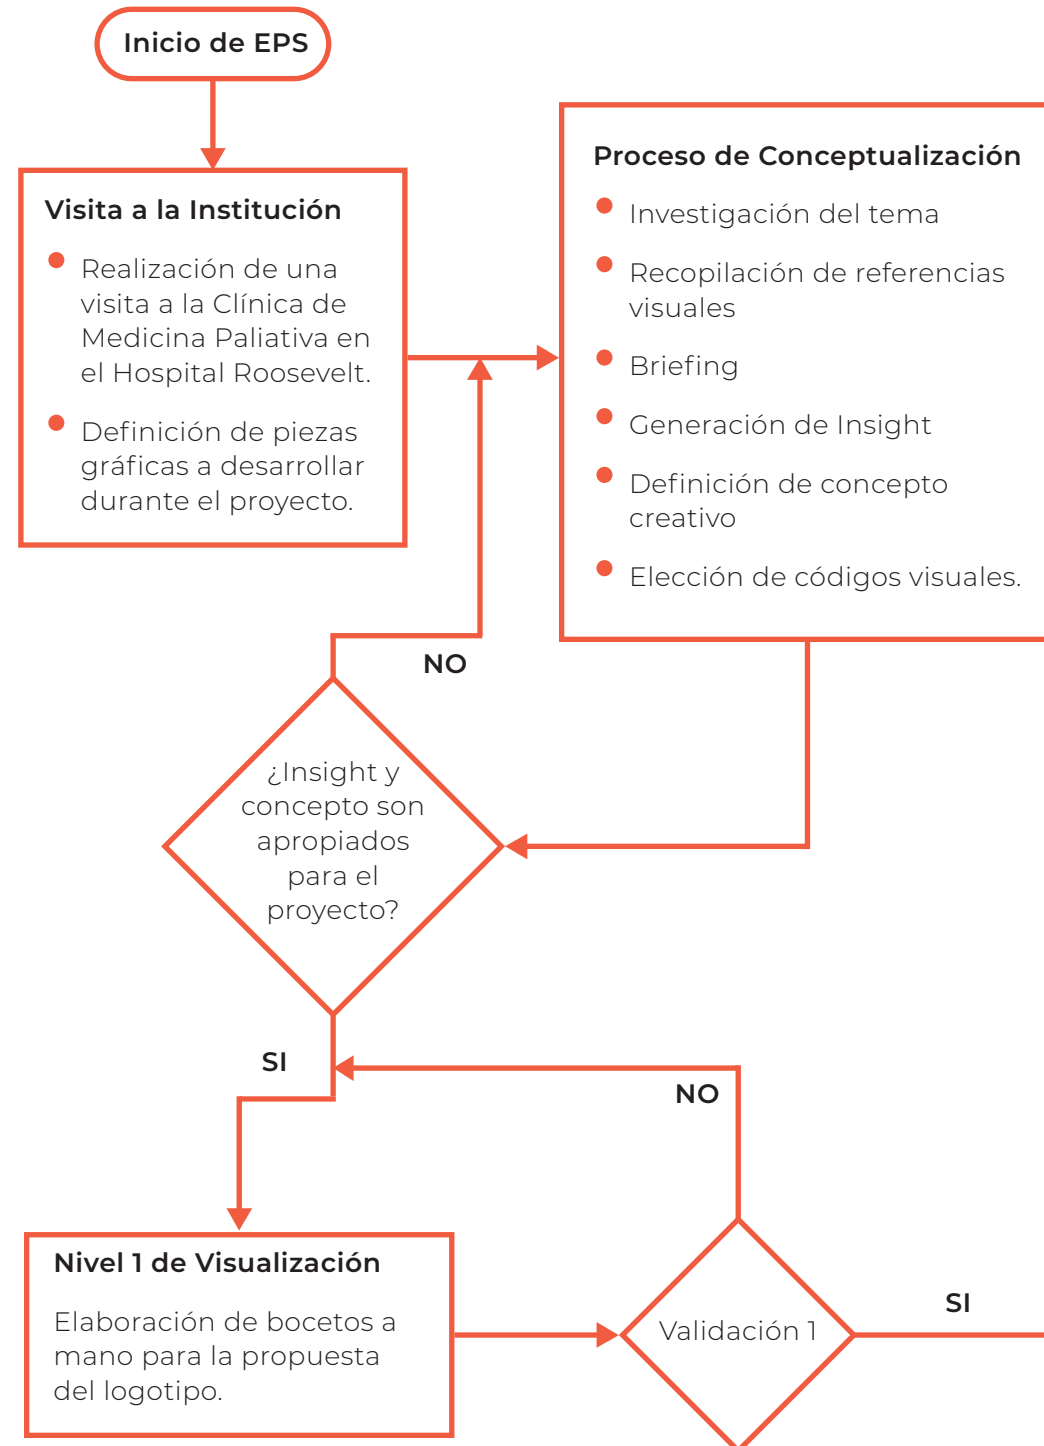 Inicio de EPS
Visita a la Institución
Realización de una
visita a la Clínica de
Medicina Paliativa en
el Hospital Roosevelt.
Definición de piezas
gráficas a desarrollar
durante el proyecto.
Proceso de Conceptualización
Investigación del tema
Recopilación de referencias
visuales
Briefing
Generación de Insight
Definición de concepto
creativo
Elección de códigos visuales.
NO
¿Insight y
concepto son
apropiados
para el
proyecto?
SI
NO
Nivel 1 de Visualización
Elaboración de bocetos a
mano para la propuesta
del logotipo.
Validación 1
SI